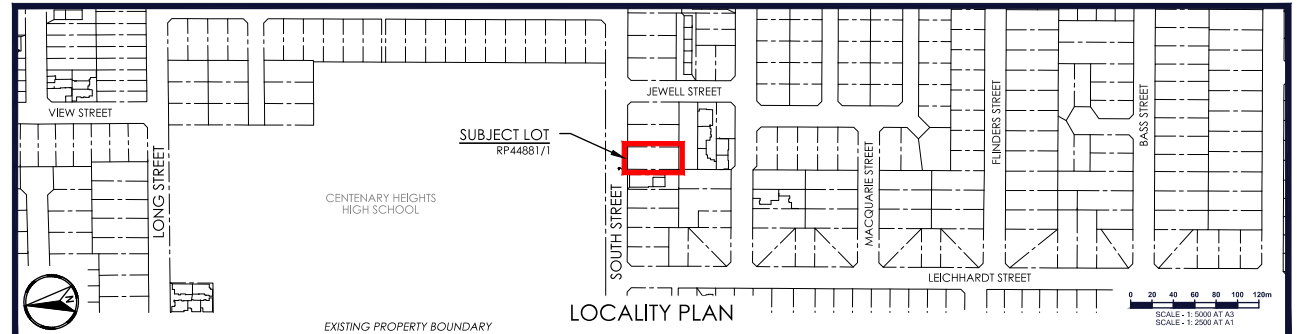 JEWELL STREET
VIEW STREET
SUBJECT LOT
RP44881/1
LONG STREET
CENTENARY HEIGHTS
HIGH SCHOOL
SOUTH STREET
MACQUARIE STREET
FLINDERS STREET
BASS STREET
LEICHHARDT STREET
N
LOCALITY PLAN
0 20 40 60 80 100 120m
SCALE - 1: 5000 AT A3
SCALE - 1: 2500 AT A1
EXISTING PROPERTY BOUNDARY